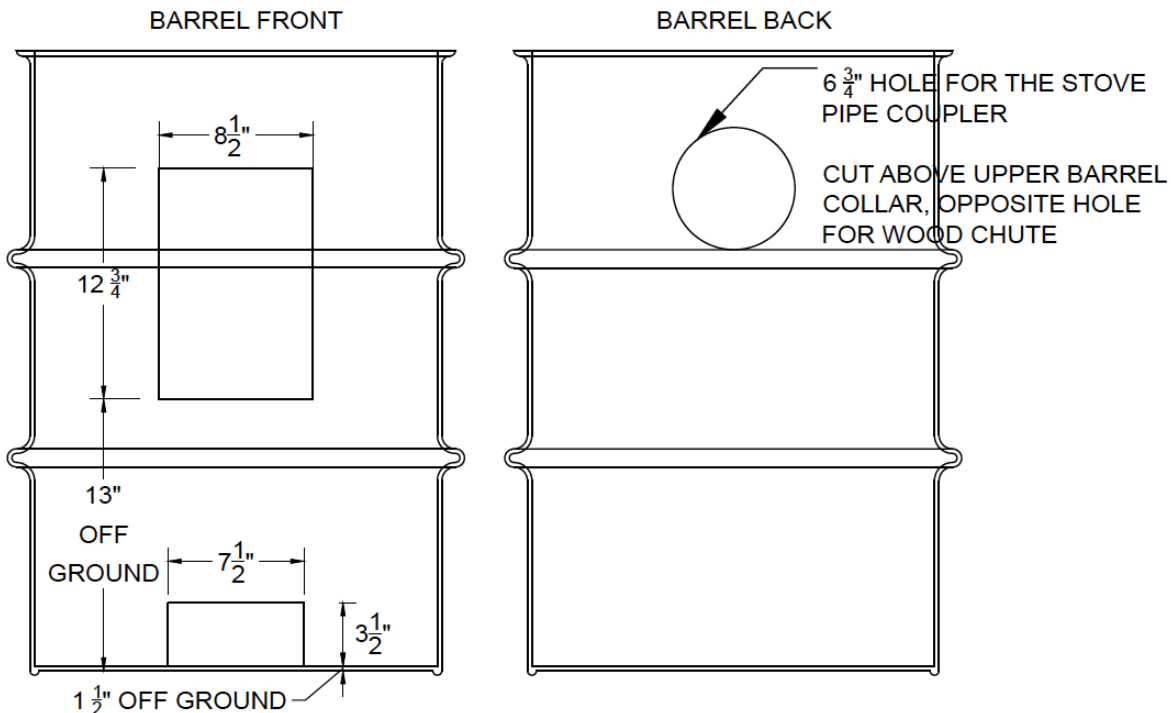 BARREL FRONT
BARREL BACK
8 1/2"
12 3/4"
13"
OFF
GROUND
7 1/2"
3 1/2"
1 1/2" OFF GROUND
6 3/4" HOLE FOR THE STOVE
PIPE COUPLER
CUT ABOVE UPPER BARREL
COLLAR, OPPOSITE HOLE
FOR WOOD CHUTE